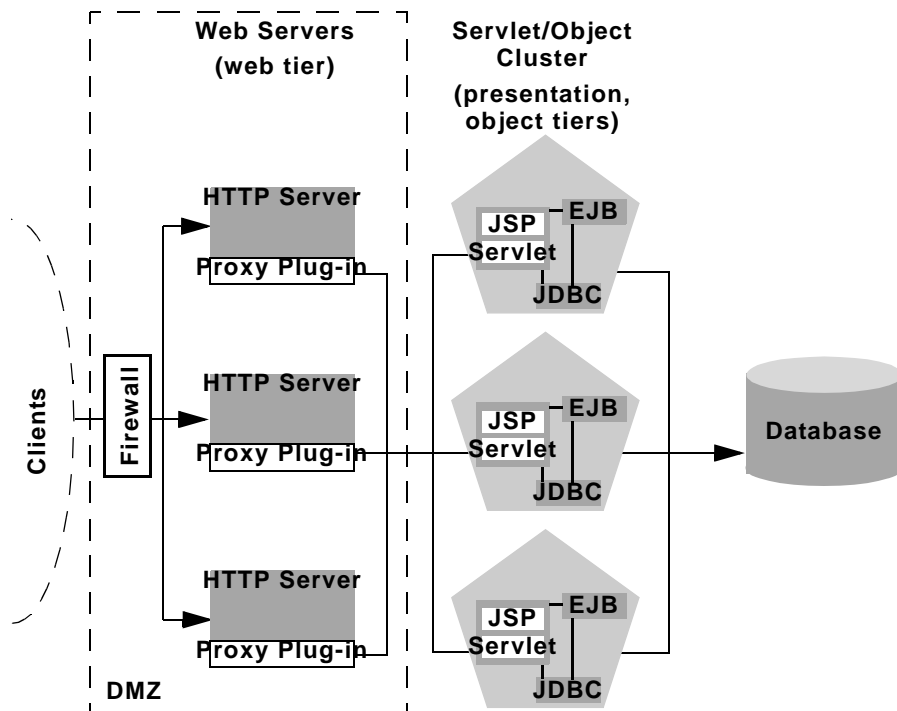 Web Servers
(web tier)
Servlet/Object
Cluster
(presentation,
object tiers)
Clients
Firewall
HTTP Server
Proxy Plug-in
HTTP Server
Proxy Plug-in
HTTP Server
Proxy Plug-in
DMZ
JSP
EJB
Servlet
JDBC
JSP
EJB
Servlet
JDBC
JSP
EJB
Servlet
JDBC
Database